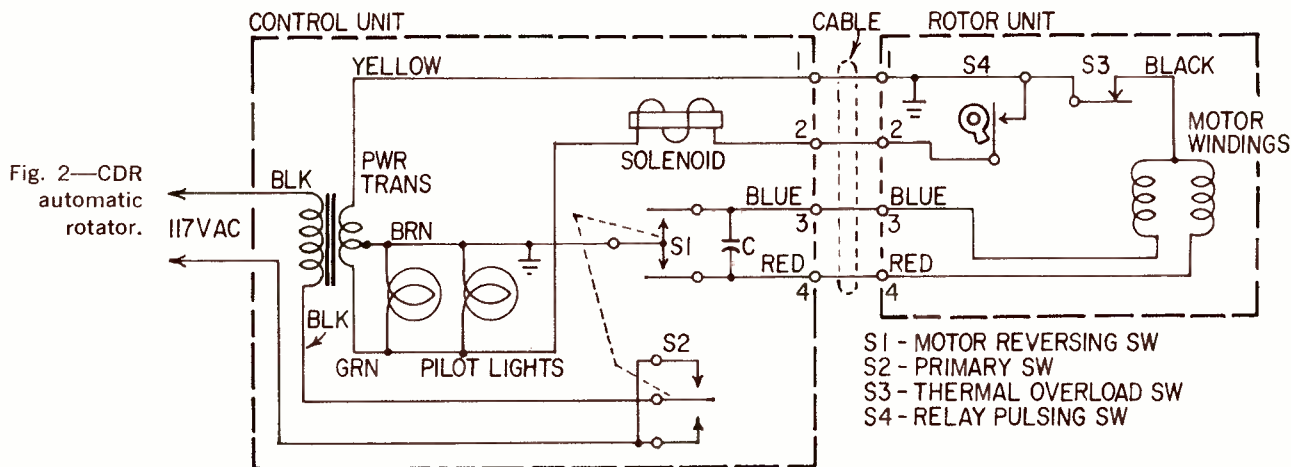 CONTROL UNIT
CABLE
ROTOR UNIT
YELLOW
1
1
S4
S3
BLACK
2
2
SOLENOID
MOTOR
WINDINGS
Fig. 2—CDR
automatic
rotator.
BLK
PWR
TRANS
117VAC
BRN
S1
C
BLUE
3
BLUE
3
RED
4
RED
4
BLK
GRN
PILOT LIGHTS
S2
S1 - MOTOR REVERSING SW
S2 - PRIMARY SW
S3 - THERMAL OVERLOAD SW
S4 - RELAY PULSING SW